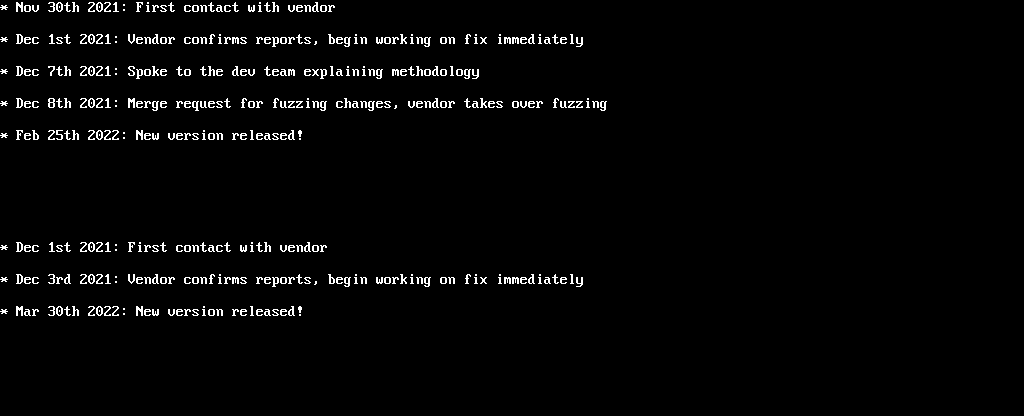 * Nov 30th 2021: First contact with vendor
* Dec 1st 2021: Vendor confirms reports, begin working on fix immediately
* Dec 7th 2021: Spoke to the dev team explaining methodology
* Dec 8th 2021: Merge request for fuzzing changes, vendor takes over fuzzing
* Feb 25th 2022: New version released!
* Dec 1st 2021: First contact with vendor
* Dec 3rd 2021: Vendor confirms reports, begin working on fix immediately
* Mar 30th 2022: New version released!